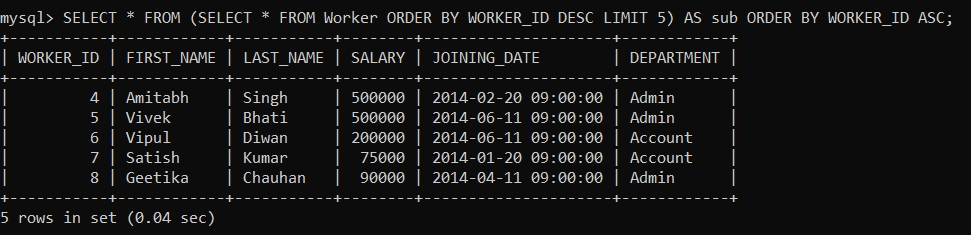 mysql> SELECT * FROM (SELECT * FROM Worker ORDER BY WORKER_ID DESC LIMIT 5) AS sub ORDER BY WORKER_ID ASC;
+-----------+------------+-----------+--------+---------------------+------------+
| WORKER_ID | FIRST_NAME | LAST_NAME | SALARY | JOINING_DATE        | DEPARTMENT |
+-----------+------------+-----------+--------+---------------------+------------+
|         4 | Amitabh    | Singh     | 500000 | 2014-02-20 09:00:00 | Admin      |
|         5 | Vivek      | Bhati     | 500000 | 2014-06-11 09:00:00 | Admin      |
|         6 | Vipul      | Diwan     | 200000 | 2014-06-11 09:00:00 | Account    |
|         7 | Satish     | Kumar     |  75000 | 2014-01-20 09:00:00 | Account    |
|         8 | Geetika    | Chauhan   |  90000 | 2014-04-11 09:00:00 | Admin      |
+-----------+------------+-----------+--------+---------------------+------------+
5 rows in set (0.04 sec)